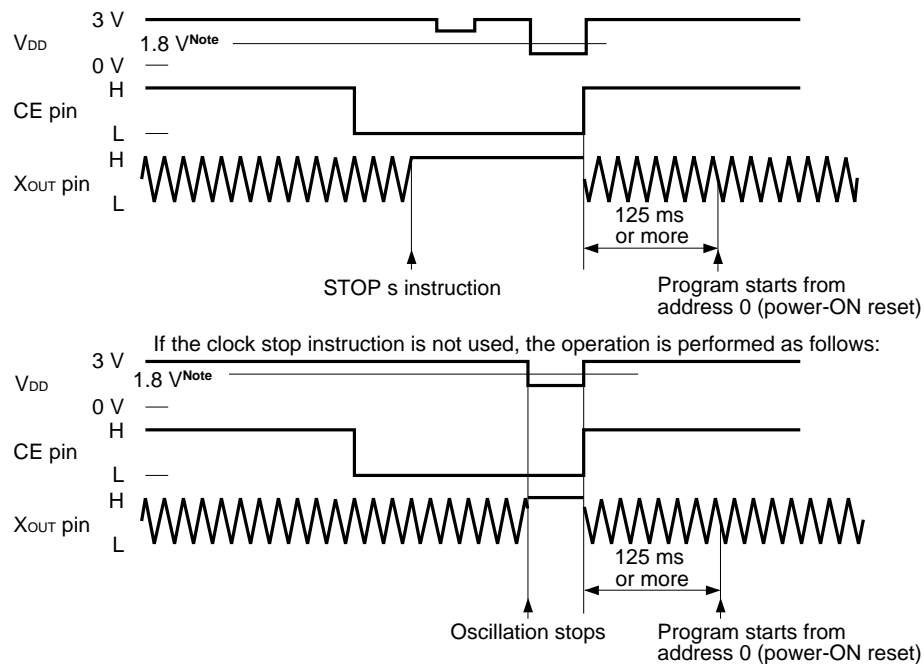 3 V
VDD
1.8 VNote
0 V
H
CE pin
L
H
XOUT pin
L
125 ms
or more
STOP s instruction
Program starts from
address 0 (power-ON reset)
If the clock stop instruction is not used, the operation is performed as follows:
3 V
VDD
1.8 VNote
0 V
H
CE pin
L
H
XOUT pin
L
125 ms
or more
Oscillation stops
Program starts from
address 0 (power-ON reset)